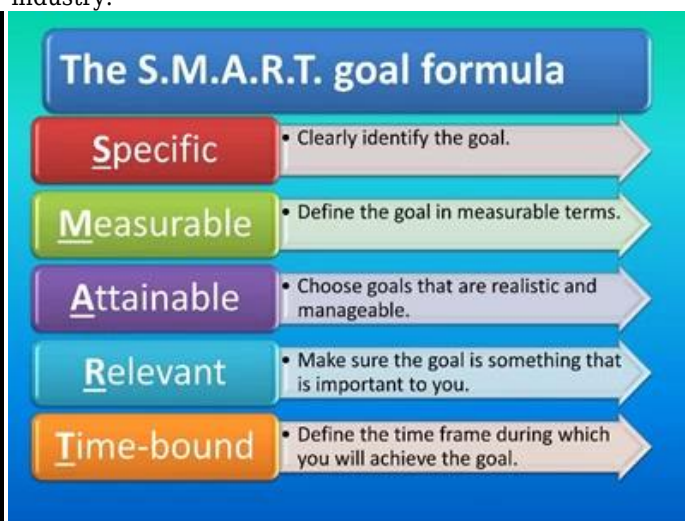 industry.
The S.M.A.R.T. goal formula
Specific
• Clearly identify the goal.
Measurable
• Define the goal in measurable terms.
Attainable
• Choose goals that are realistic and
manageable.
Relevant
• Make sure the goal is something that
is important to you.
Time-bound
• Define the time frame during which
you will achieve the goal.